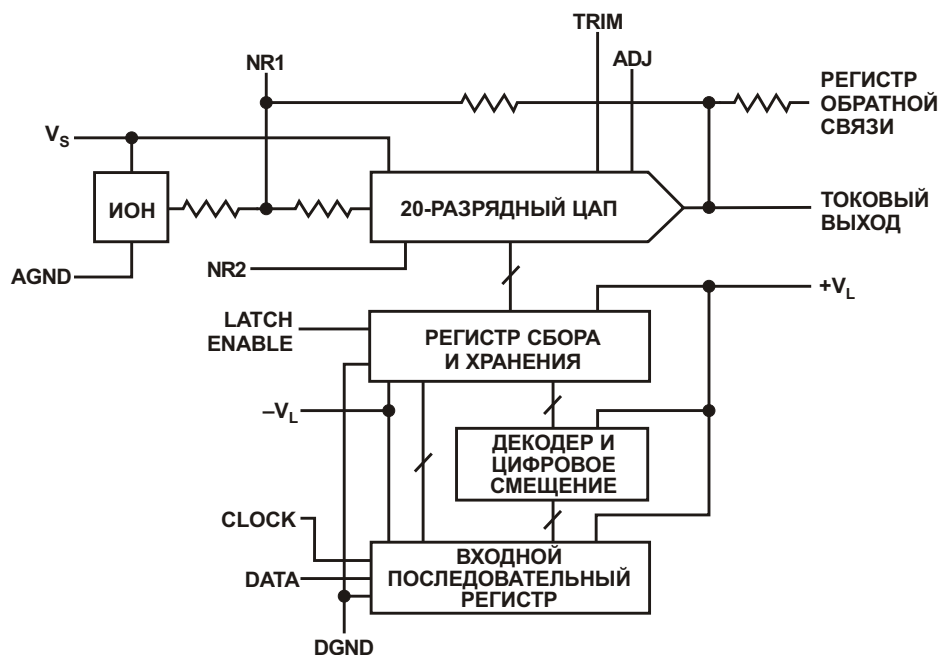 TRIM
NR1
ADJ
РЕГИСТР
ОБРАТНОЙ
СВЯЗИ
VS
ИОН
20-РАЗРЯДНЫЙ ЦАП
ТОКОВЫЙ
ВЫХОД
AGND
NR2
+VL
LATCH
ENABLE
РЕГИСТР СБОРА
И ХРАНЕНИЯ
–VL
ДЕКОДЕР И
ЦИФРОВОЕ
СМЕЩЕНИЕ
CLOCK
DATA
ВХОДНОЙ
ПОСЛЕДОВАТЕЛЬНЫЙ
РЕГИСТР
DGND